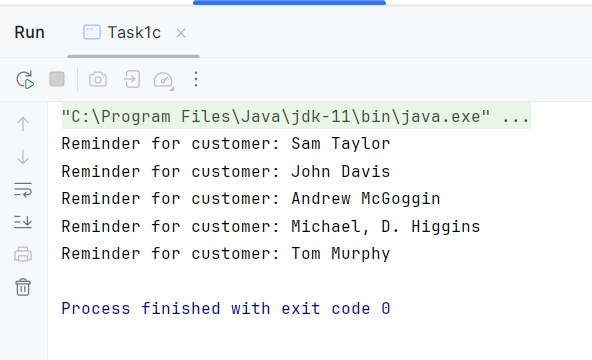 Run
Task1c
"C:\Program Files\Java\jdk-11\bin\java.exe" ...
Reminder for customer: Sam Taylor
Reminder for customer: John Davis
Reminder for customer: Andrew McGoggin
Reminder for customer: Michael, D. Higgins
Reminder for customer: Tom Murphy
Process finished with exit code 0